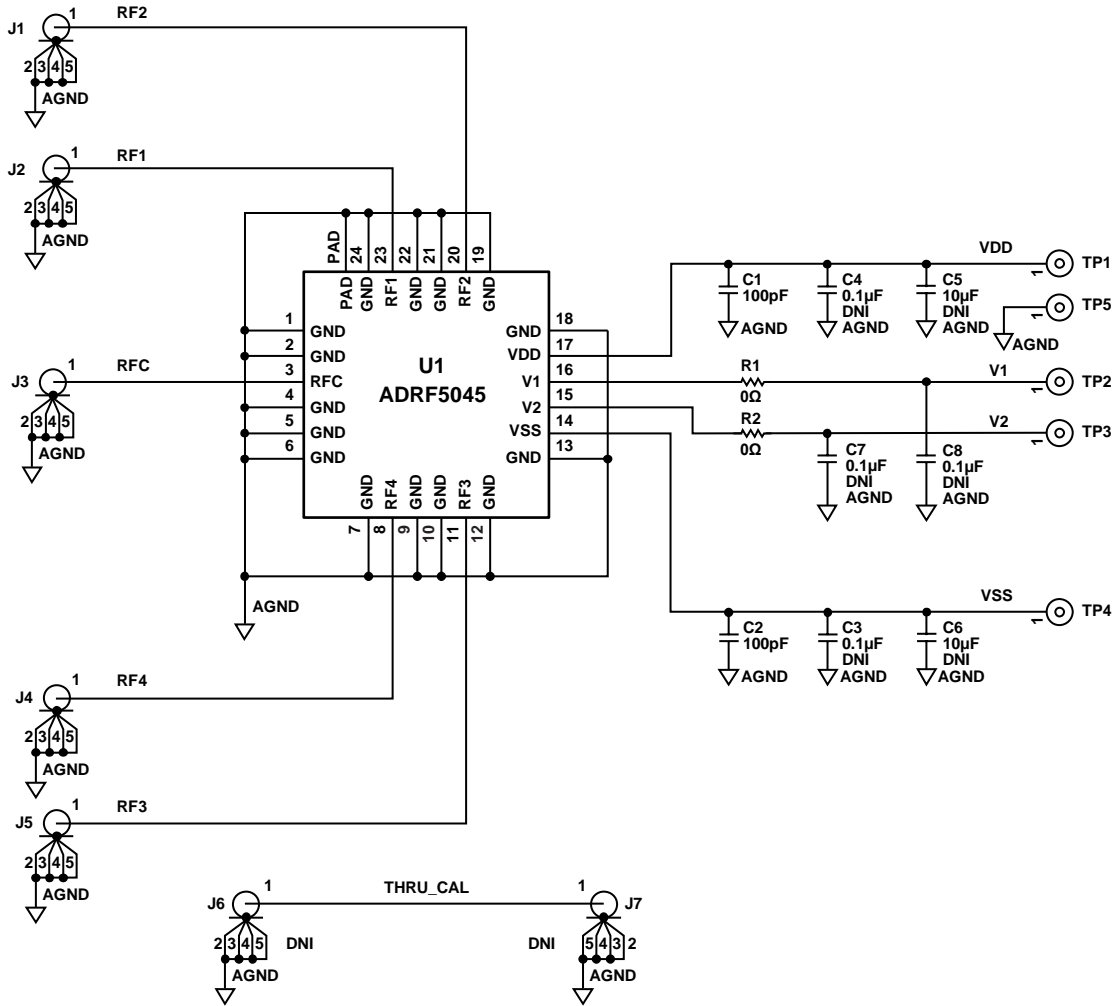 J1
1
RF2
2 3 4 5
AGND
J2
1
RF1
2 3 4 5
AGND
J3
1
RFC
2 3 4 5
AGND
PAD
24
23
22
21
20
19
PAD
GND
RF1
GND
GND
RF2
GND
1 GND
2 GND
3 RFC
4 GND
5 GND
6 GND
U1
ADRF5045
GND 18
VDD 17
V1 16
V2 15
VSS 14
GND 13
GND
RF4
GND
GND
RF3
GND
7
8
9
10
11
12
AGND
VDD
1
TP1
C1
100pF
AGND
C4
0.1µF
DNI
AGND
C5
10µF
DNI
AGND
1
TP5
AGND
R1
0Ω
V1
1
TP2
R2
0Ω
V2
1
TP3
C7
0.1µF
DNI
AGND
C8
0.1µF
DNI
AGND
VSS
1
TP4
C2
100pF
AGND
C3
0.1µF
DNI
AGND
C6
10µF
DNI
AGND
J4
1
RF4
2 3 4 5
AGND
J5
1
RF3
2 3 4 5
AGND
J6
1
THRU_CAL
1
J7
2 3 4 5
DNI
AGND
DNI
5 4 3 2
AGND